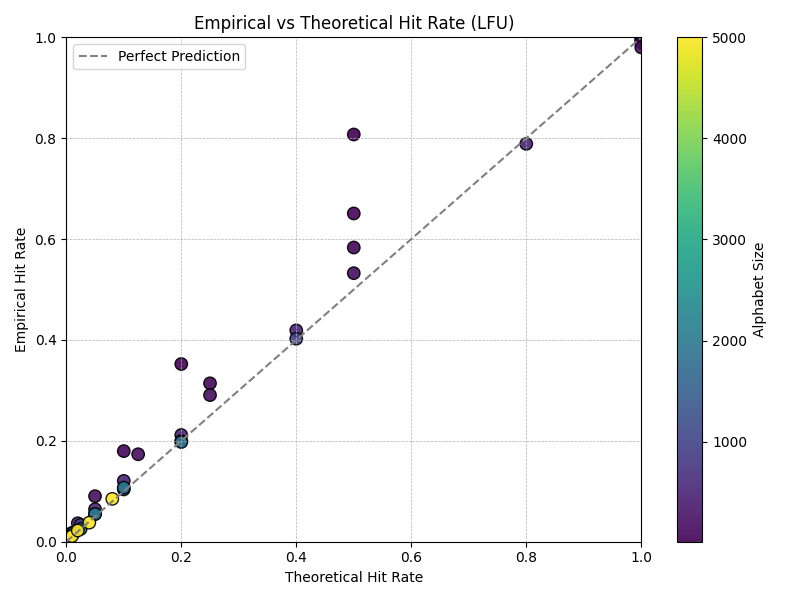 Empirical vs Theoretical Hit Rate (LFU)
Perfect Prediction
Empirical Hit Rate
1.0
0.8
0.6
0.4
0.2
0.0
0.0 0.2 0.4 0.6 0.8 1.0
Theoretical Hit Rate
5000
4000
3000
2000
1000
Alphabet Size